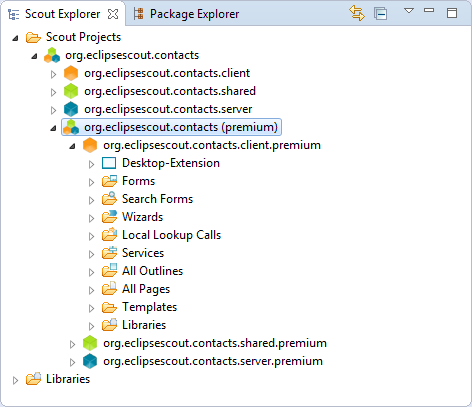 Scout Explorer Package Explorer
Scout Projects
org.eclipsescout.contacts
org.eclipsescout.contacts.client
org.eclipsescout.contacts.shared
org.eclipsescout.contacts.server
org.eclipsescout.contacts (premium)
org.eclipsescout.contacts.client.premium
Desktop-Extension
Forms
Search Forms
Wizards
Local Lookup Calls
Services
All Outlines
All Pages
Templates
Libraries
org.eclipsescout.contacts.shared.premium
org.eclipsescout.contacts.server.premium
Libraries